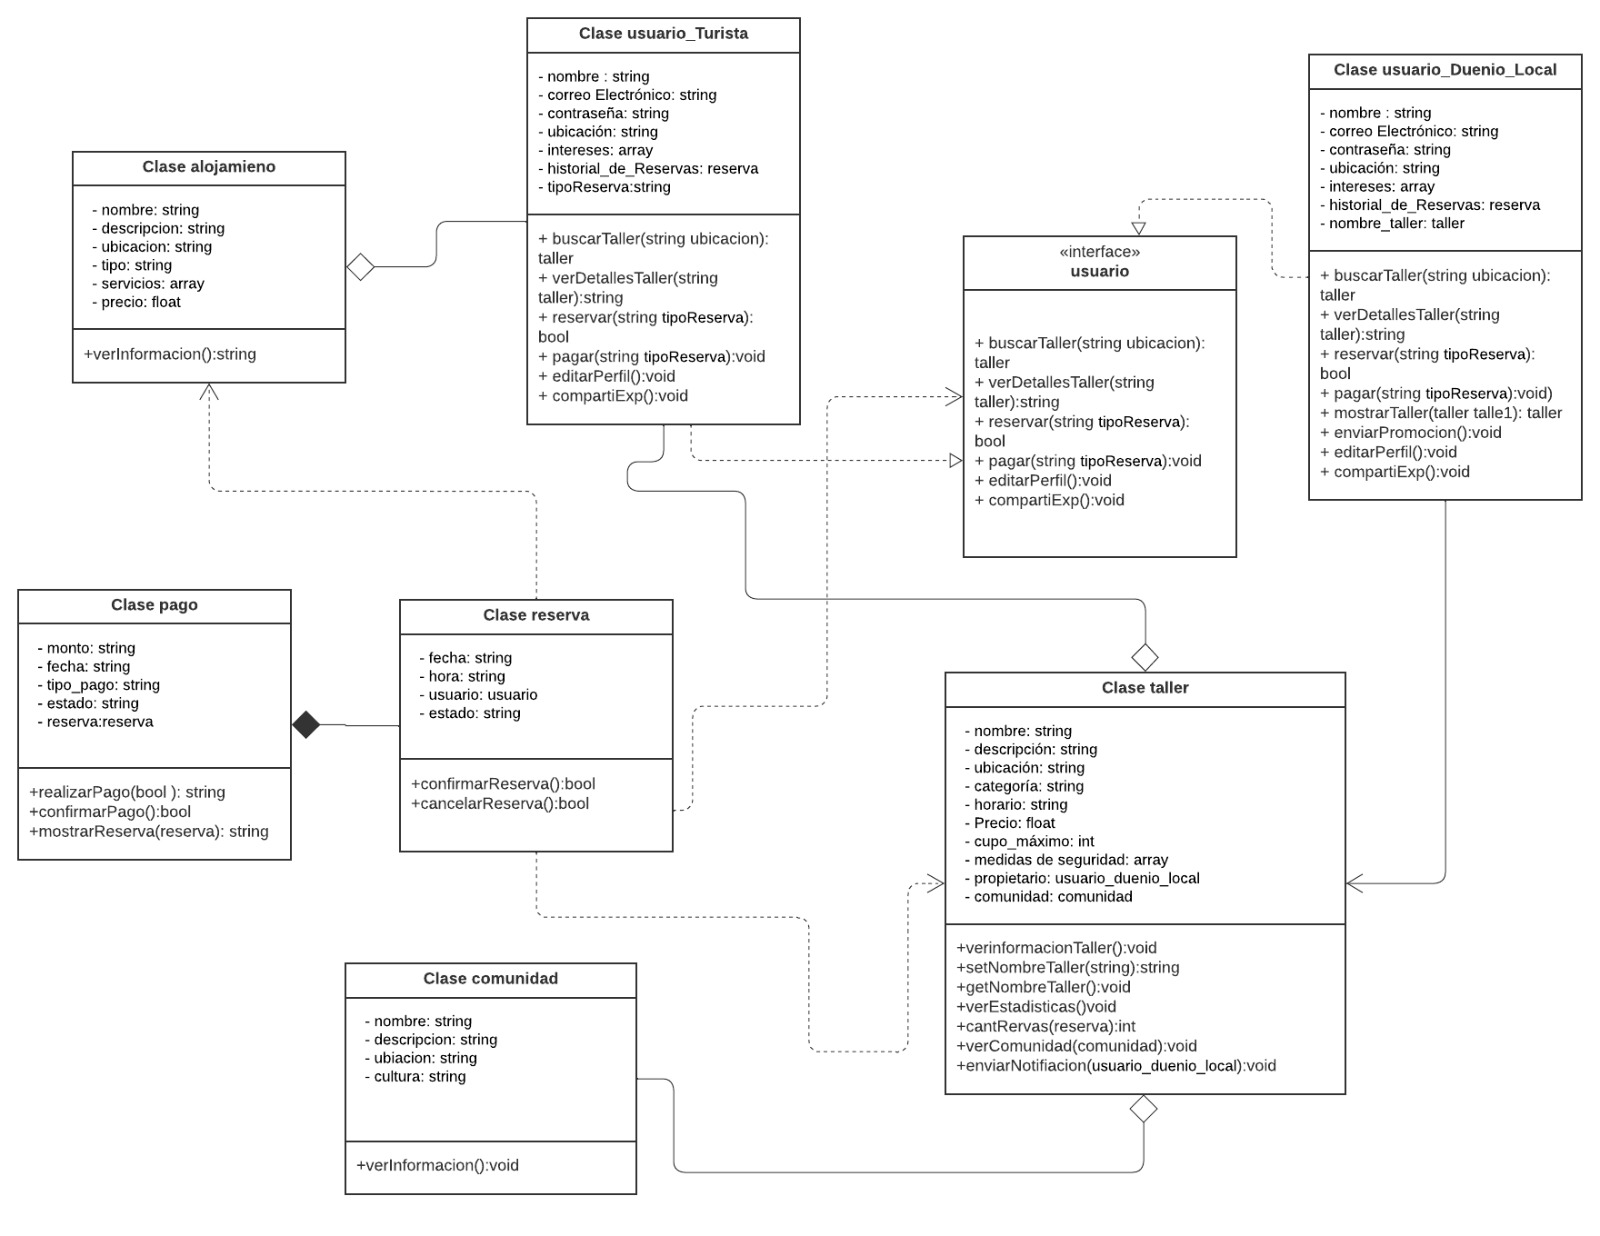 Clase usuario_Turista
- nombre : string
- correo Electrónico: string
- contraseña: string
- ubicación: string
- intereses: array
- historial_de_Reservas: reserva
- tipoReserva:string
+ buscarTaller(string ubicacion):
taller
+ verDetallesTaller(string
taller):string
+ reservar(string tipoReserva):
bool
+ pagar(string tipoReserva):void
+ editarPerfil():void
+ compartiExp():void
Clase usuario_Duenio_Local
- nombre : string
- correo Electrónico: string
- contraseña: string
- ubicación: string
- intereses: array
- historial_de_Reservas: reserva
- nombre_taller: taller
+ buscarTaller(string ubicacion):
taller
+ verDetallesTaller(string
taller):string
+ reservar(string tipoReserva):
bool
+ pagar(string tipoReserva):void)
+ mostrarTaller(taller talle1): taller
+ enviarPromocion():void
+ editarPerfil():void
+ compartiExp():void
Clase alojamieno
- nombre: string
- descripcion: string
- ubicacion: string
- tipo: string
- servicios: array
- precio: float
+verInformacion():string
«interface»
usuario
+ buscarTaller(string ubicacion):
taller
+ verDetallesTaller(string
taller):string
+ reservar(string tipoReserva):
bool
+ pagar(string tipoReserva):void
+ editarPerfil():void
+ compartiExp():void
Clase pago
- monto: string
- fecha: string
- tipo_pago: string
- estado: string
- reserva:reserva
+realizarPago(bool ): string
+confirmarPago():bool
+mostrarReserva(reserva): string
Clase reserva
- fecha: string
- hora: string
- usuario: usuario
- estado: string
+confirmarReserva():bool
+cancelarReserva():bool
Clase taller
- nombre: string
- descripción: string
- ubicación: string
- categoría: string
- horario: string
- Precio: float
- cupo_máximo: int
- medidas de seguridad: array
- propietario: usuario_duenio_local
- comunidad: comunidad
+verinformacionTaller():void
+setNombreTaller(string):string
+getNombreTaller():void
+verEstadisticas()void
+cantRervas(reserva):int
+verComunidad(comunidad):void
+enviarNotifiacion(usuario_duenio_local):void
Clase comunidad
- nombre: string
- descripcion: string
- ubiacion: string
- cultura: string
+verInformacion():void